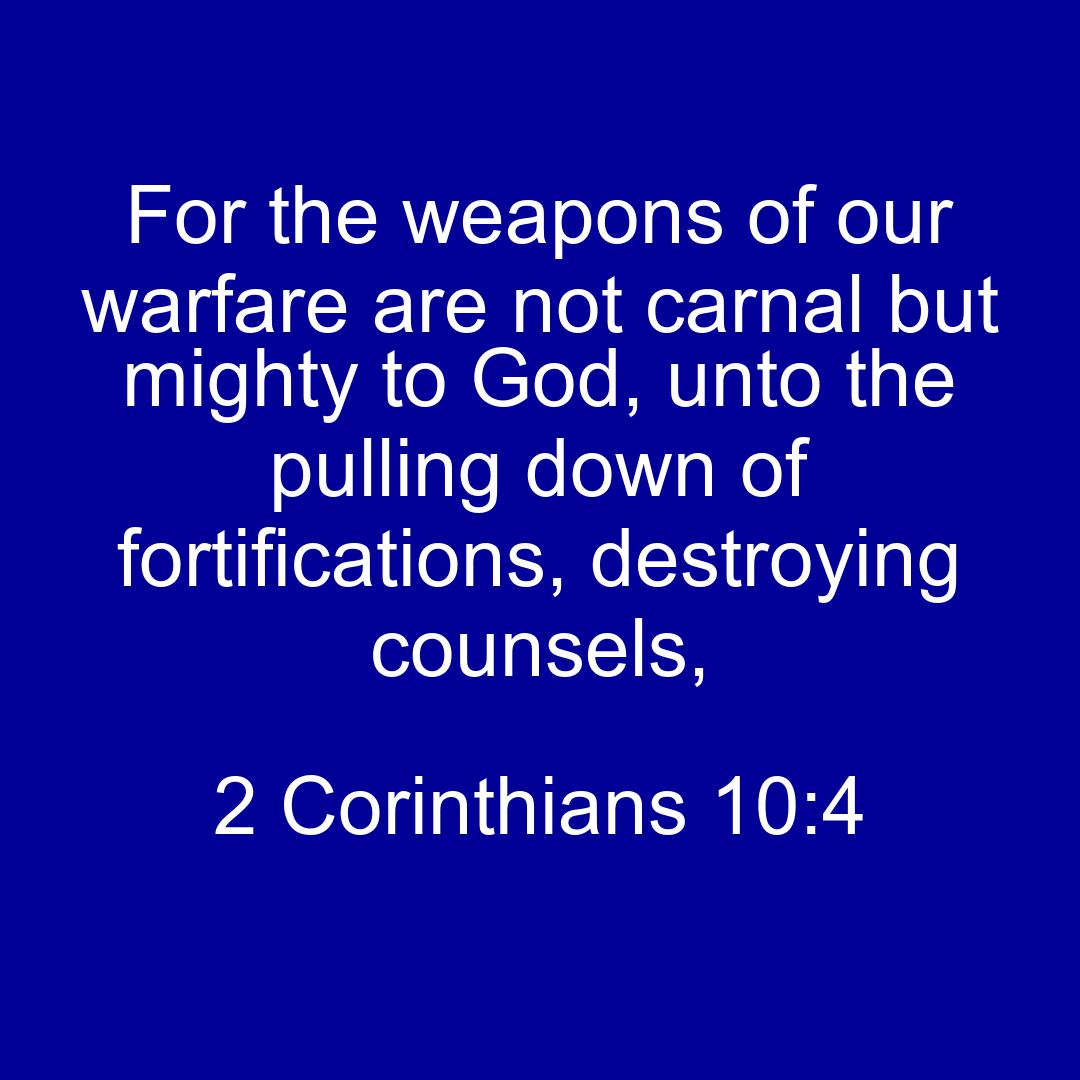 For the weapons of our
warfare are not carnal but
mighty to God, unto the
pulling down of
fortifications, destroying
counsels,
2 Corinthians 10:4